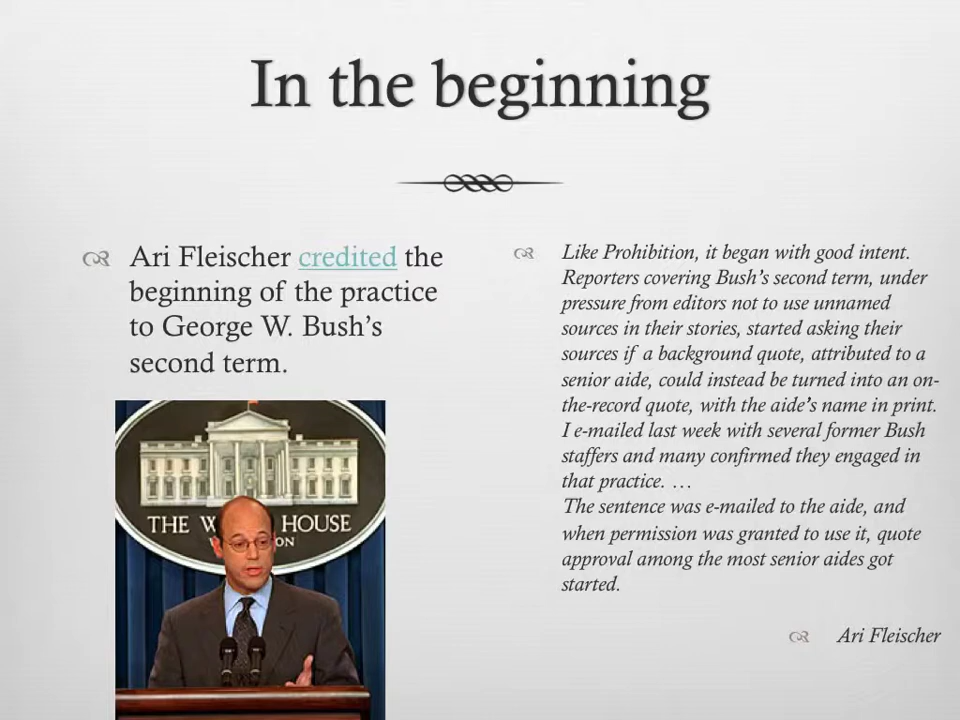 In the beginning
Ari Fleischer credited the
beginning of the practice
to George W. Bush’s
second term.
THE W HOUSE
ON
Like Prohibition, it began with good intent.
Reporters covering Bush’s second term, under
pressure from editors not to use unnamed
sources in their stories, started asking their
sources if a background quote, attributed to a
senior aide, could instead be turned into an on-
the-record quote, with the aide’s name in print.
I e-mailed last week with several former Bush
staffers and many confirmed they engaged in
that practice. …
The sentence was e-mailed to the aide, and
when permission was granted to use it, quote
approval among the most senior aides got
started.
Ari Fleischer